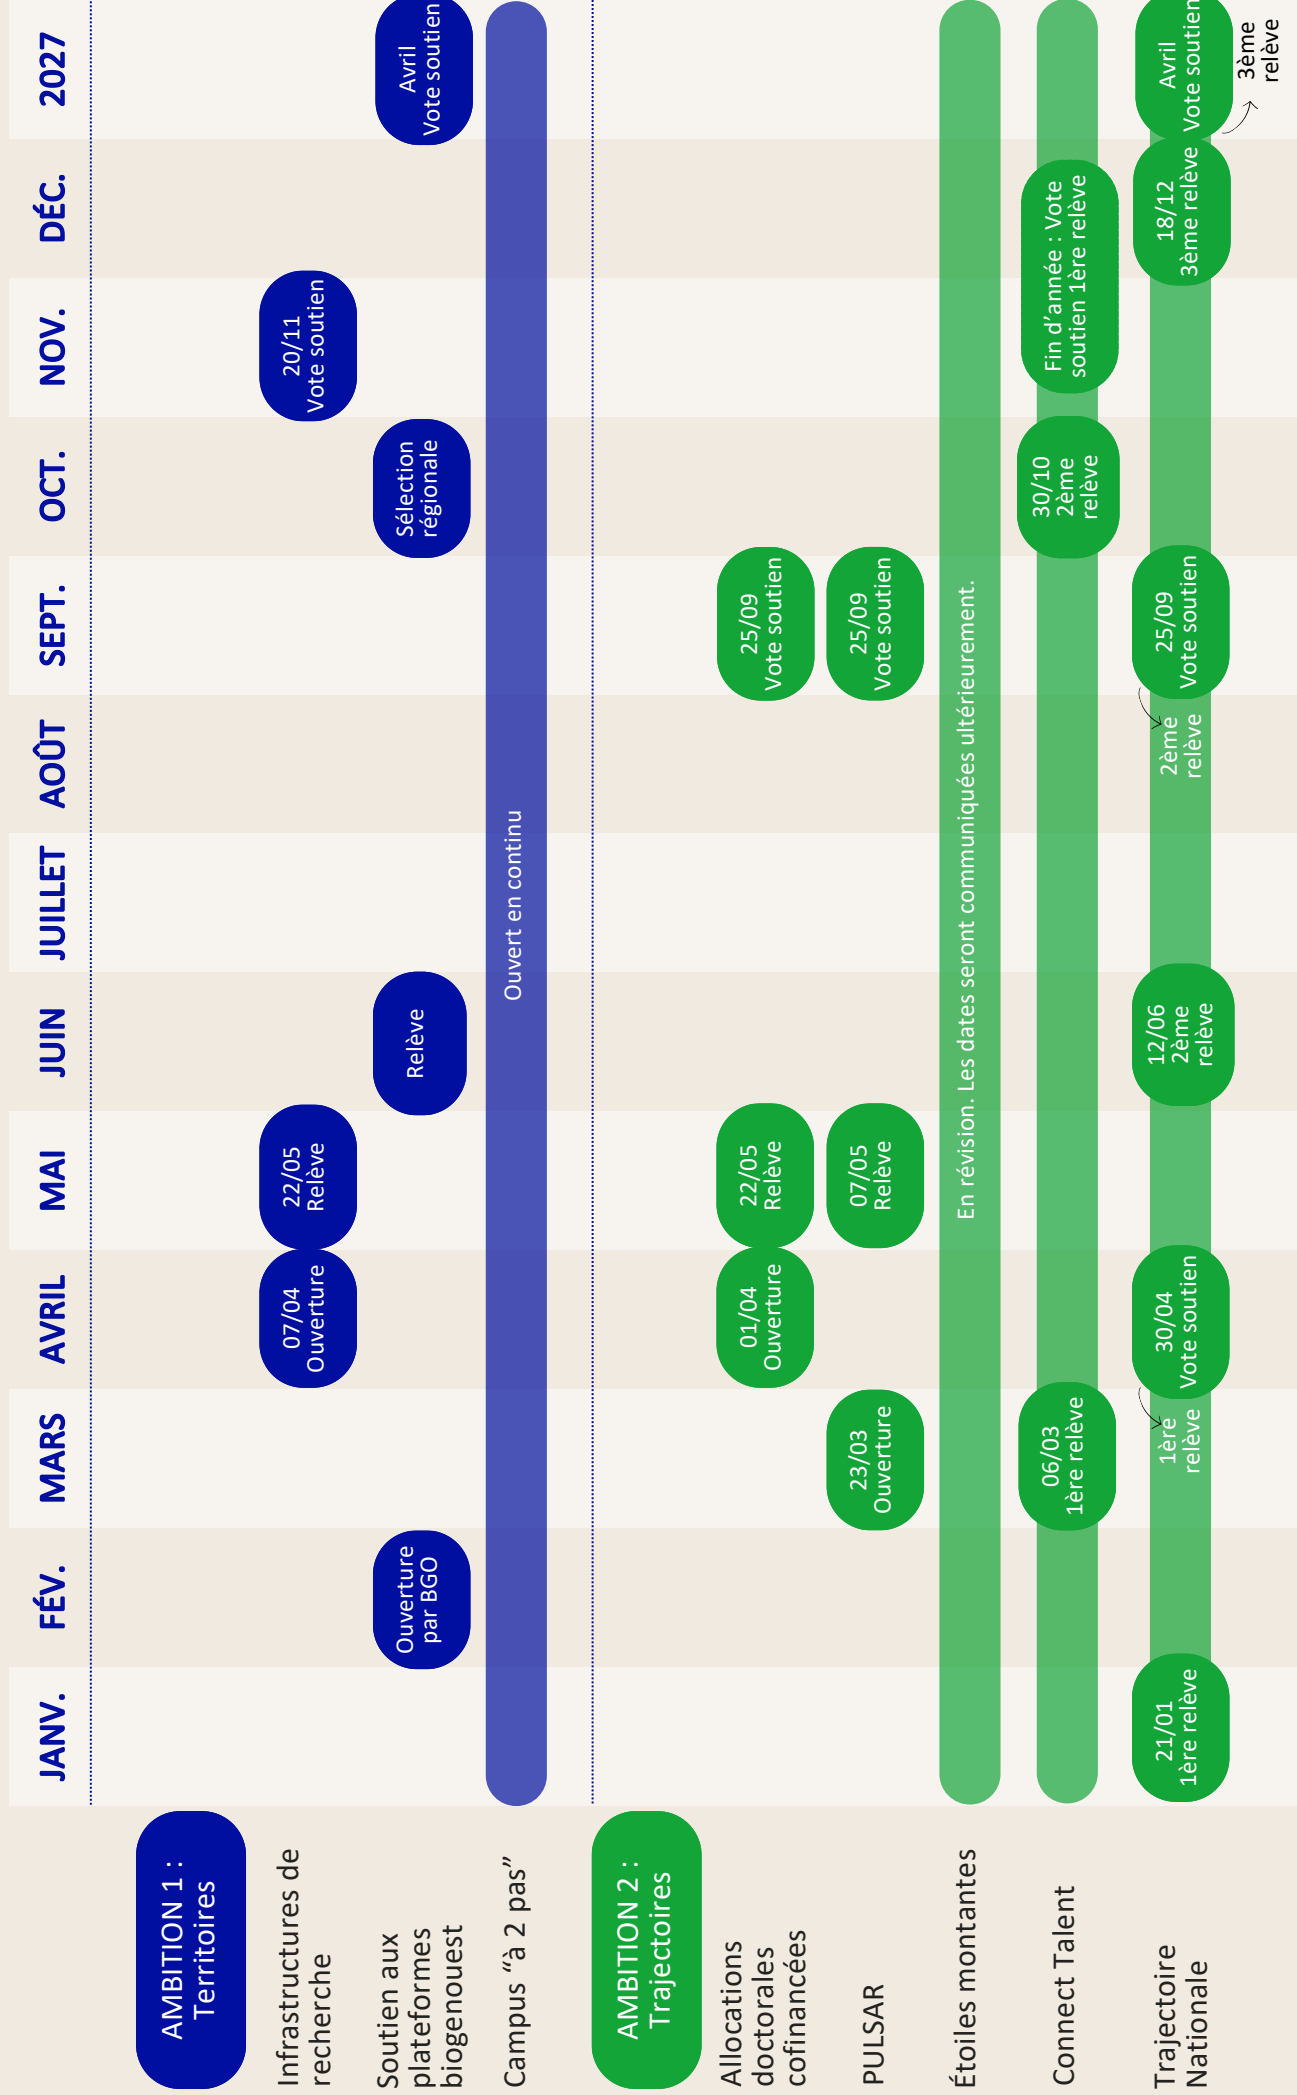 JANV.
FÉV.
MARS
AVRIL
MAI
JUIN
JUILLET
AOÛT
SEPT.
OCT.
NOV.
DÉC.
2027
AMBITION 1 :
Territoires
Infrastructures de
recherche
07/04
Ouverture
22/05
Relève
20/11
Vote soutien
Soutien aux
plateformes
biogenouest
Ouverture
par BGO
Relève
Sélection
régionale
Avril
Vote soutien
Campus “à 2 pas”
Ouvert en continu
AMBITION 2 :
Trajectoires
Allocations
doctorales
cofinancées
01/04
Ouverture
22/05
Relève
25/09
Vote soutien
PULSAR
23/03
Ouverture
07/05
Relève
25/09
Vote soutien
Étoiles montantes
En révision. Les dates seront communiquées ultérieurement.
Connect Talent
06/03
1ère relève
30/10
2ème
relève
Fin d’année : Vote
soutien 1ère relève
Trajectoire
Nationale
21/01
1ère relève
1ère
relève
30/04
Vote soutien
12/06
2ème
relève
2ème
relève
25/09
Vote soutien
18/12
3ème relève
Avril
Vote soutien
3ème
relève